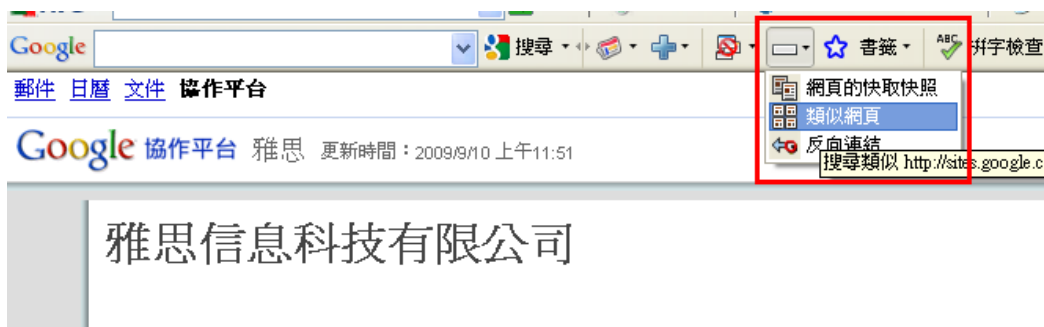 Google 搜尋 書籤 ABC 拼字檢查
郵件 日曆 文件 協作平台
網頁的快取快照
類似網頁
反向連結
搜尋類似 http://sites.google.c
Google 協作平台 雅思 更新時間：2009/9/10 上午11:51
雅思信息科技有限公司